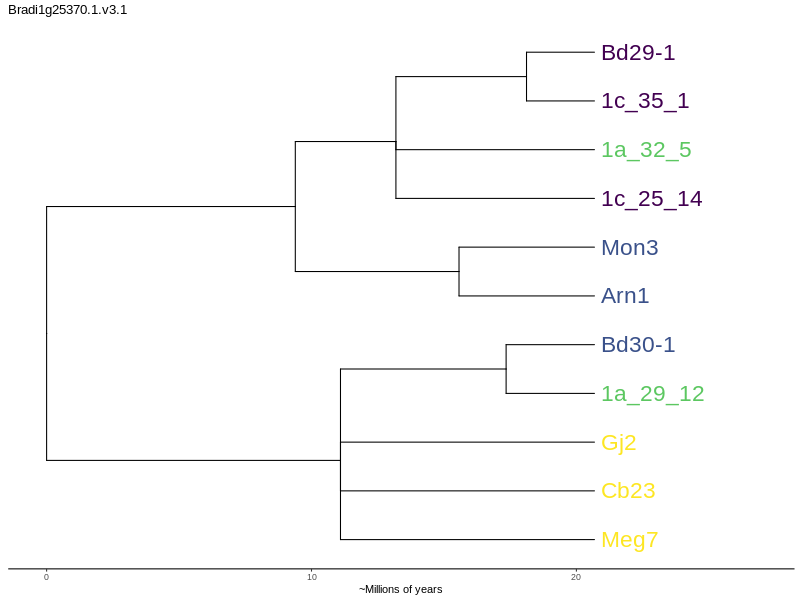 Bradi1g25370.1.v3.1
Bd29-1
1c_35_1
1a_32_5
1c_25_14
Mon3
Arn1
Bd30-1
1a_29_12
Gj2
Cb23
Meg7
0 10 20
~Millions of years